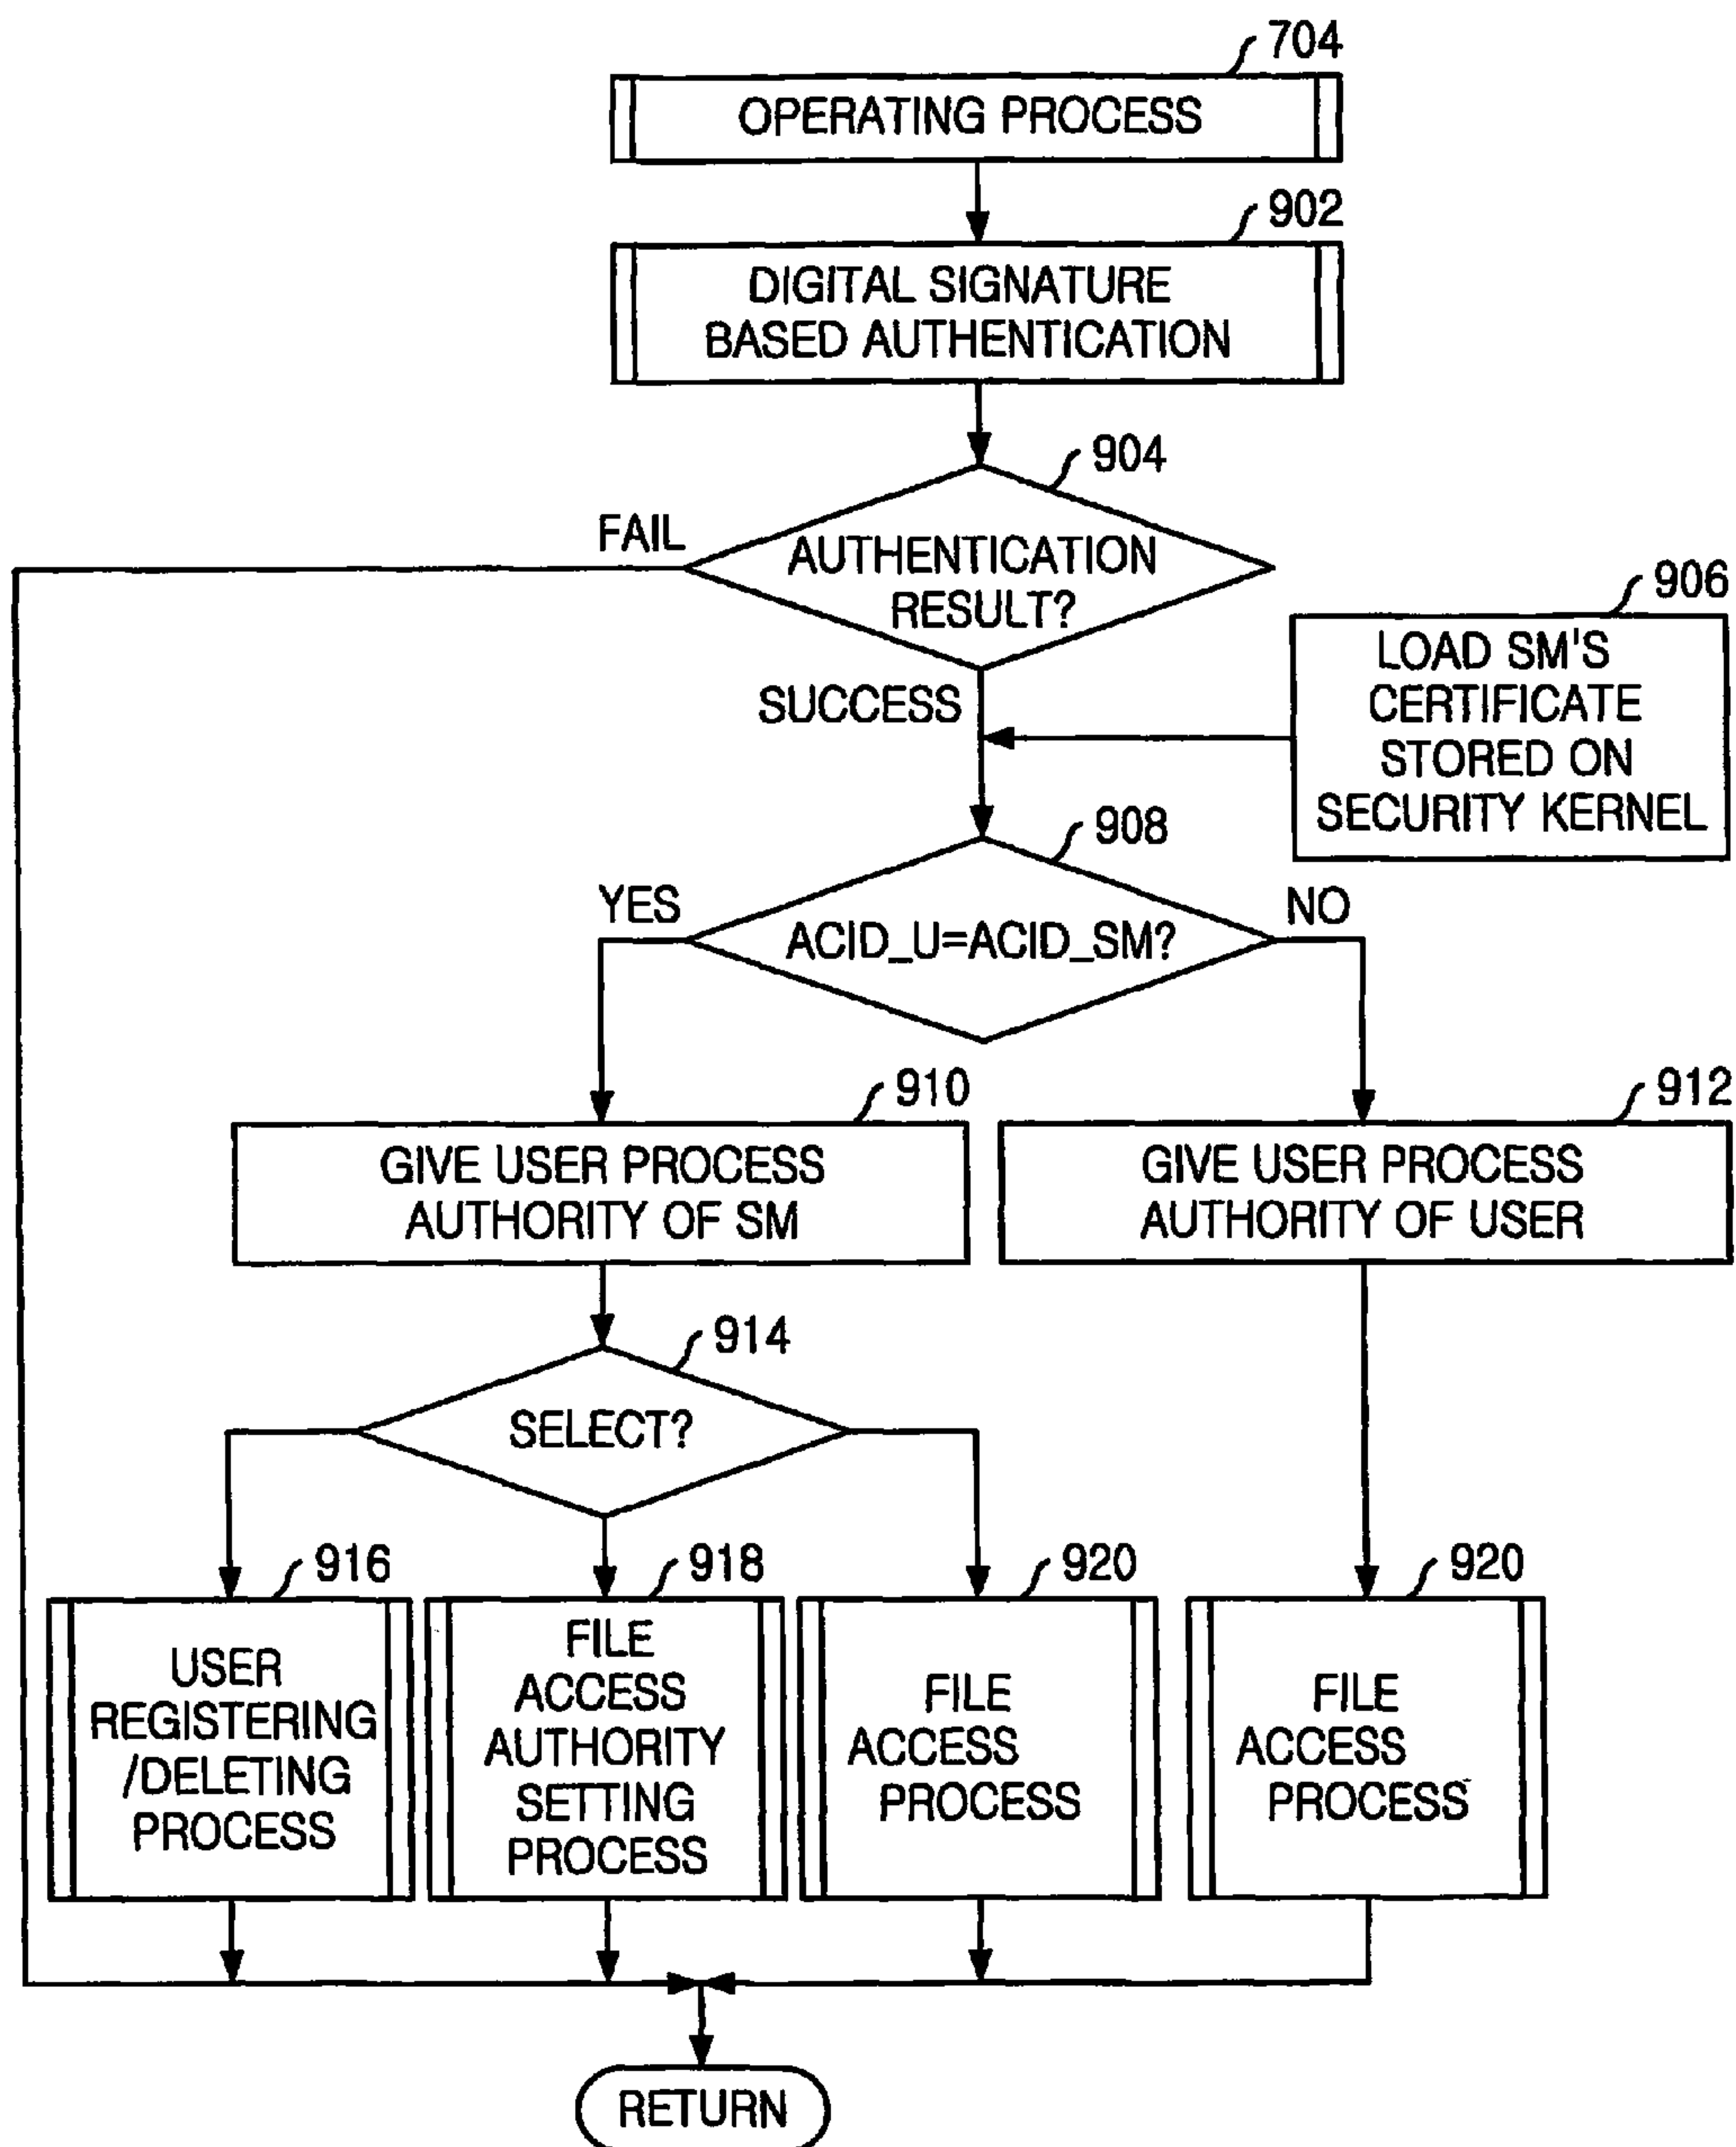 704
OPERATING PROCESS
902
DIGITAL SIGNATURE
BASED AUTHENTICATION
904
FAIL
AUTHENTICATION
RESULT?
906
LOAD SM'S
CERTIFICATE
STORED ON
SECURITY KERNEL
SUCCESS
908
YES
ACID_U=ACID_SM?
NO
910
GIVE USER PROCESS
AUTHORITY OF SM
912
GIVE USER PROCESS
AUTHORITY OF USER
914
SELECT?
916
USER
REGISTERING
/DELETING
PROCESS
918
FILE
ACCESS
AUTHORITY
SETTING
PROCESS
920
FILE
ACCESS
PROCESS
920
FILE
ACCESS
PROCESS
RETURN